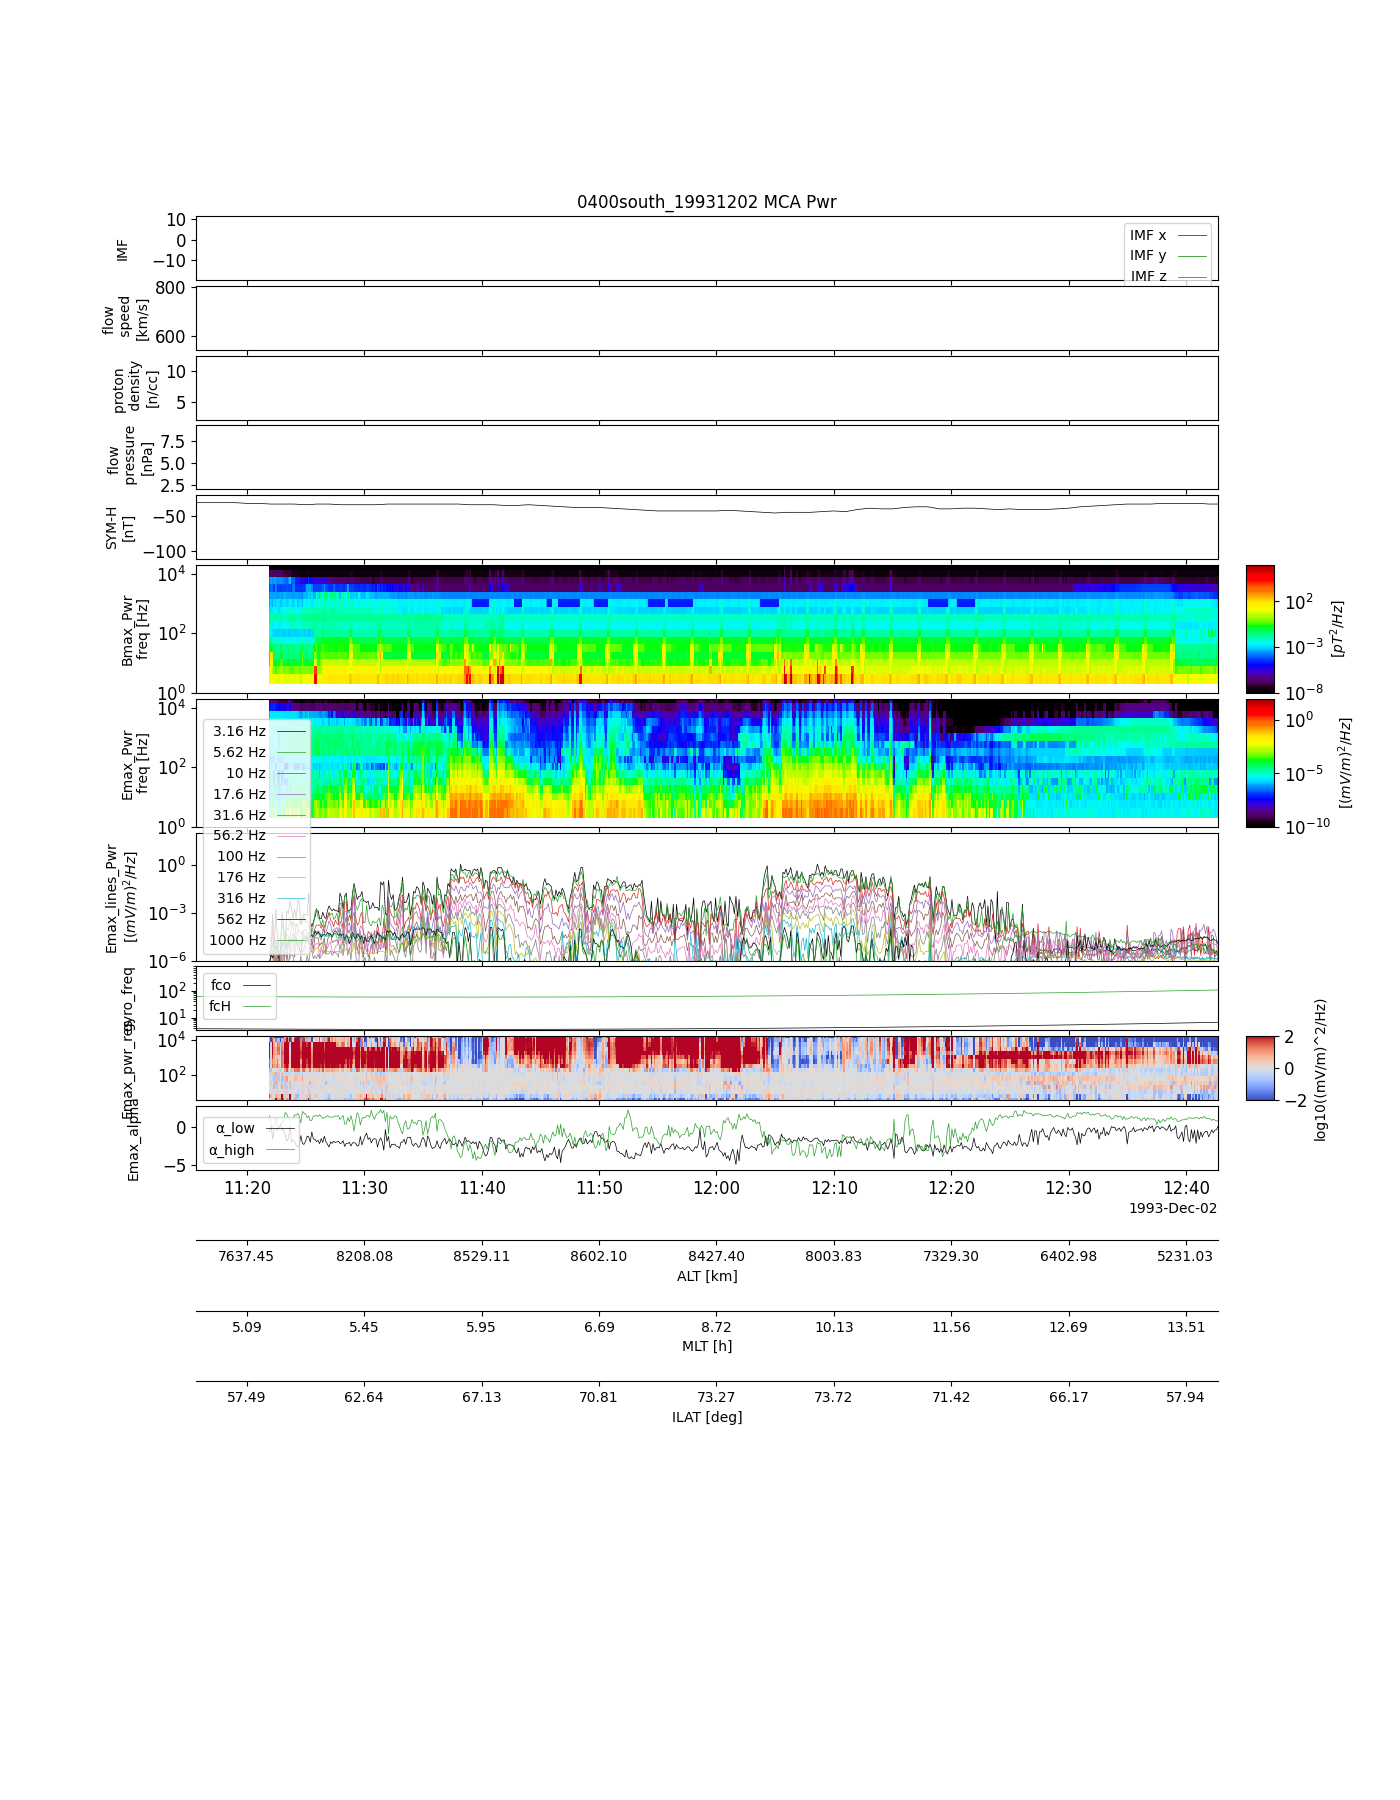 0400south_19931202 MCA Pwr
10
0
−10
IMF
IMF x
IMF y
IMF z
800
600
flow
speed
[km/s]
10
5
proton
density
[n/cc]
7.5
5.0
2.5
flow
pressure
[nPa]
−50
−100
SYM-H
[nT]
10^4
10^2
10^0
Bmax_Pwr
freq [Hz]
10^2
10^−3
10^−8
[pT^2/Hz]
10^4
10^2
10^0
Emax_Pwr
freq [Hz]
10^0
10^−5
10^−10
[(mV/m)^2/Hz]
3.16 Hz
5.62 Hz
10 Hz
17.6 Hz
31.6 Hz
56.2 Hz
100 Hz
176 Hz
316 Hz
562 Hz
1000 Hz
10^0
10^−3
10^−6
Emax_lines_Pwr
[(mV/m)^2/Hz]
10^2
10^1
gyro_freq
fco
fcH
10^4
10^2
Emax_pwr_reg
2
0
−2
log10((mV/m)^2/Hz)
0
−5
Emax_alpha
α_low
α_high
11:20 11:30 11:40 11:50 12:00 12:10 12:20 12:30 12:40
1993-Dec-02
7637.45 8208.08 8529.11 8602.10 8427.40 8003.83 7329.30 6402.98 5231.03
ALT [km]
5.09 5.45 5.95 6.69 8.72 10.13 11.56 12.69 13.51
MLT [h]
57.49 62.64 67.13 70.81 73.27 73.72 71.42 66.17 57.94
ILAT [deg]